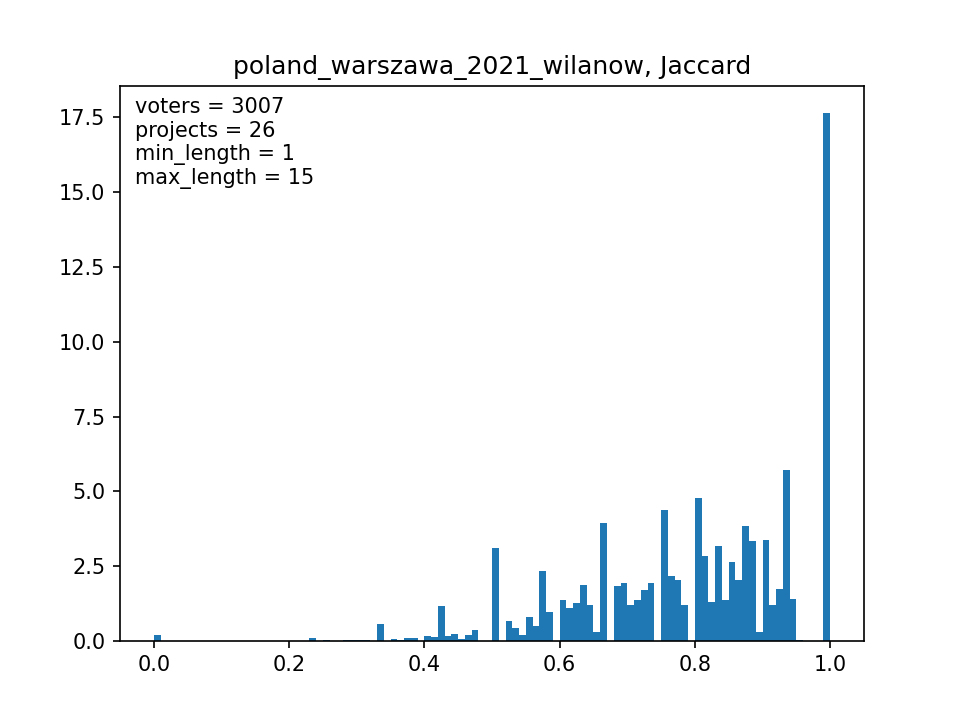 poland_warszawa_2021_wilanow, Jaccard
voters = 3007
projects = 26
min_length = 1
max_length = 15
17.5
15.0
12.5
10.0
7.5
5.0
2.5
0.0
0.0 0.2 0.4 0.6 0.8 1.0